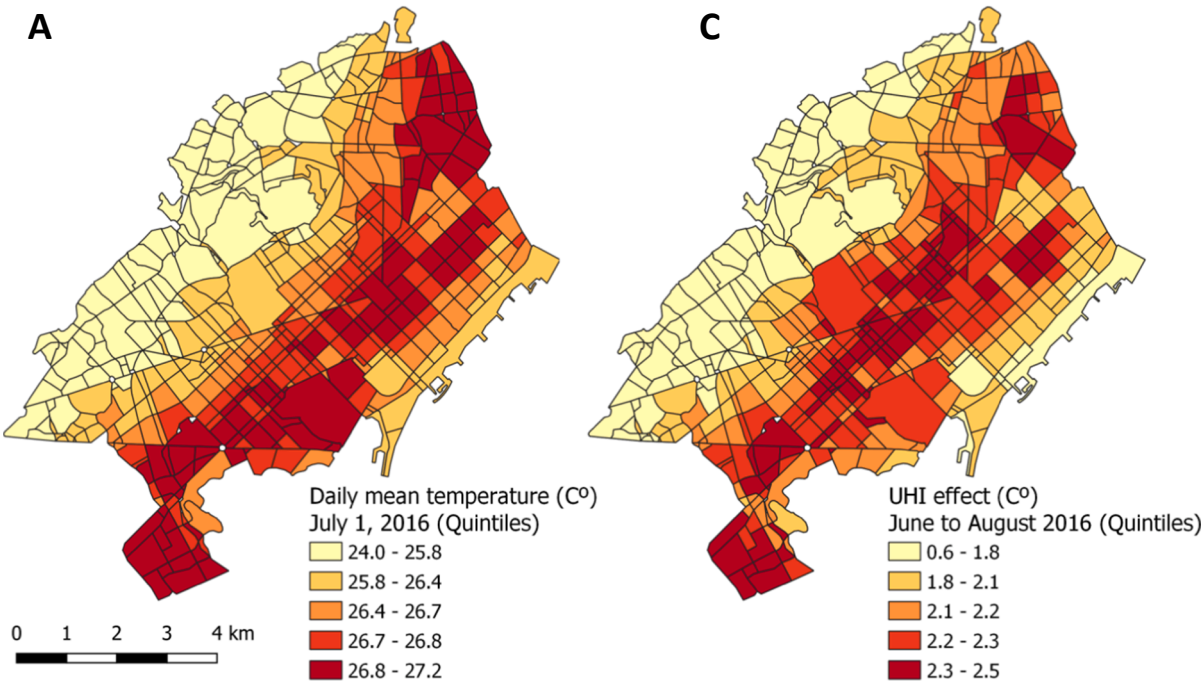 A
C
Daily mean temperature (Cº)
July 1, 2016 (Quintiles)
24.0 - 25.8
25.8 - 26.4
26.4 - 26.7
26.7 - 26.8
26.8 - 27.2
0 1 2 3 4 km
UHI effect (Cº)
June to August 2016 (Quintiles)
0.6 - 1.8
1.8 - 2.1
2.1 - 2.2
2.2 - 2.3
2.3 - 2.5